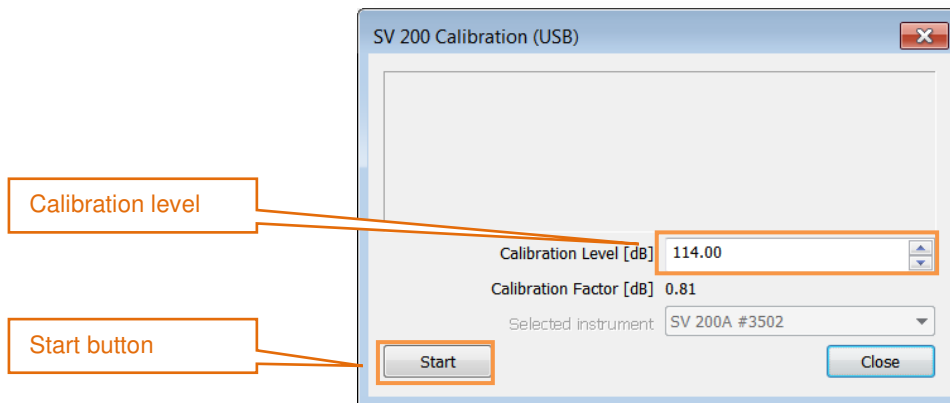 SV 200 Calibration (USB)
Calibration level
Calibration Level [dB] 114.00
Calibration Factor [dB] 0.81
Selected instrument SV 200A #3502
Start button
Start
Close